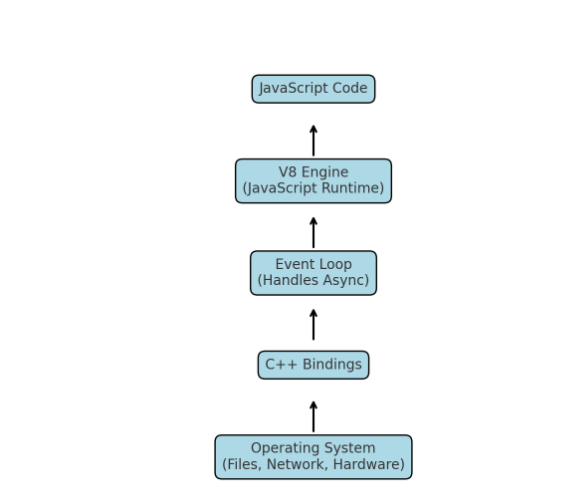 JavaScript Code
V8 Engine
(JavaScript Runtime)
Event Loop
(Handles Async)
C++ Bindings
Operating System
(Files, Network, Hardware)